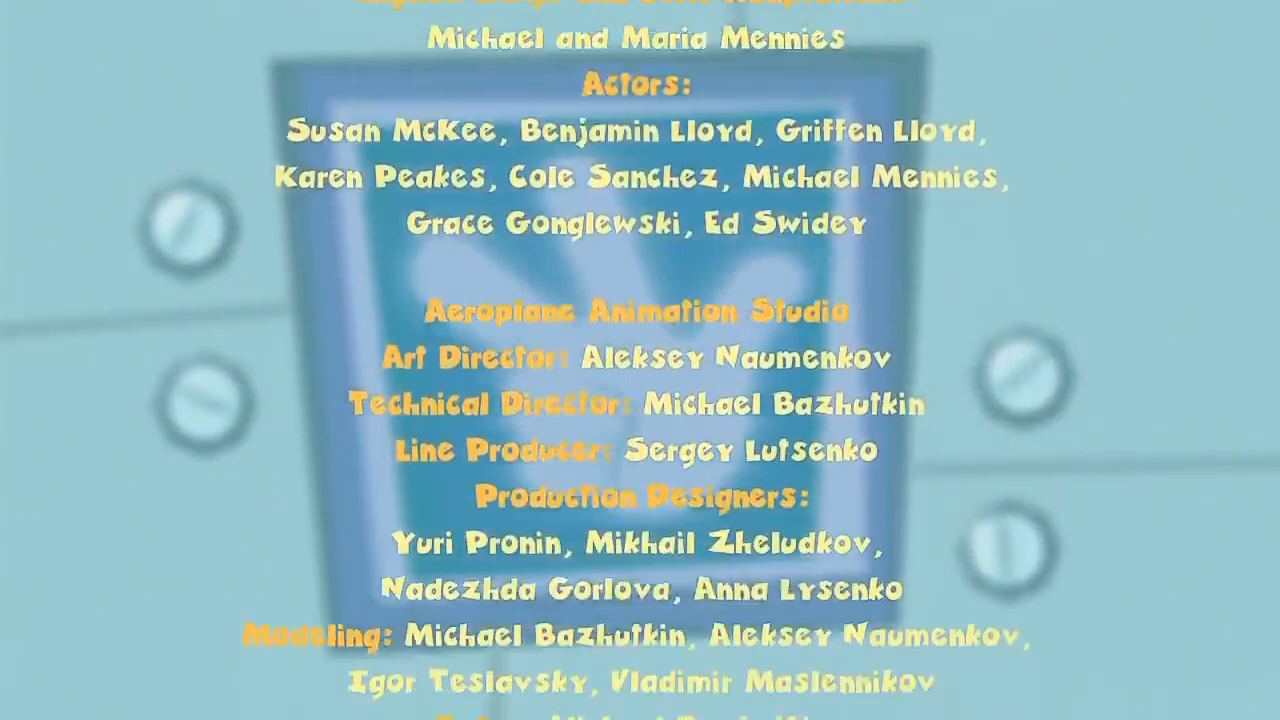 Michael and Maria Mennies
Actors:
Susan McKee, Benjamin Lloyd, Griffen Lloyd,
Karen Peakes, Cole Sanchez, Michael Mennies,
Grace Gonglewski, Ed Swidey
Aeroplane Animation Studio
Art Director: Aleksey Naumenkov
Technical Director: Michael Bazhutkin
Line Producer: Sergey Lutsenko
Production Designers:
Yuri Pronin, Mikhail Zheludkov,
Nadezhda Gorlova, Anna Lysenko
Modeling: Michael Bazhutkin, Aleksey Naumenkov,
Igor Teslavsky, Vladimir Maslennikov